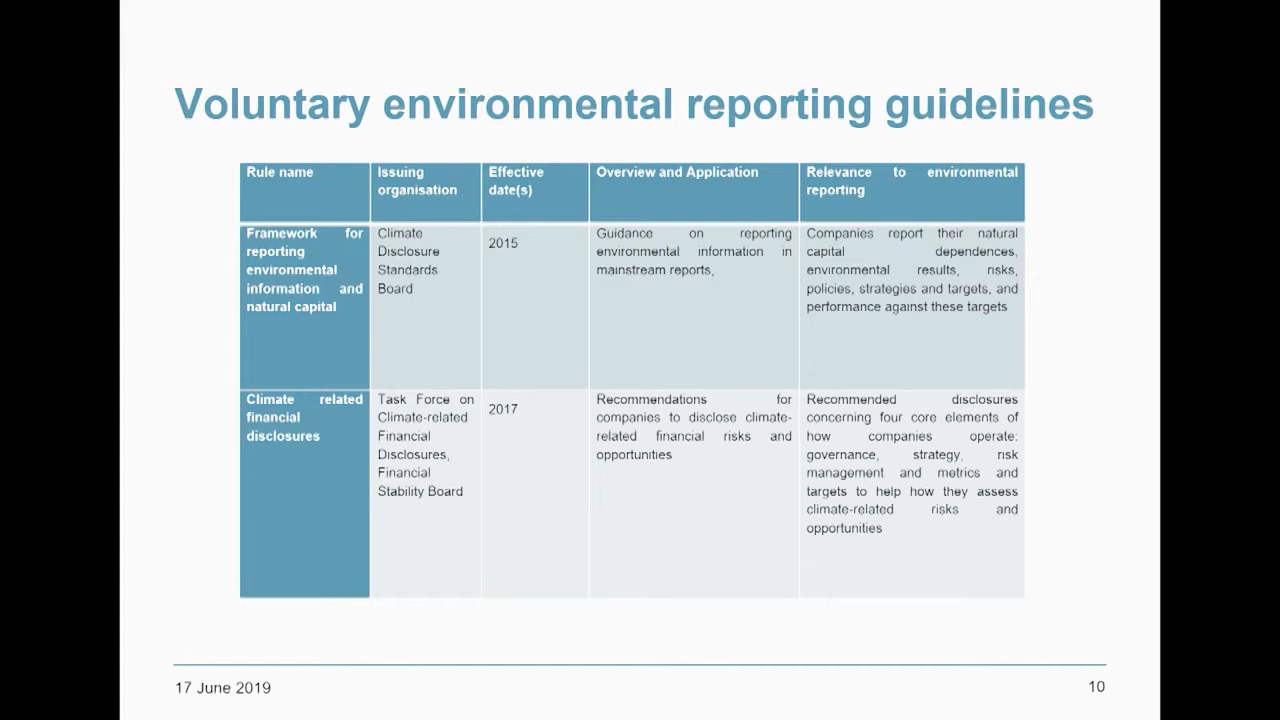 Voluntary environmental reporting guidelines
Rule name
Issuing
organisation
Effective
date(s)
Overview and Application
Relevance to environmental
reporting
Framework for
reporting
environmental
information and
natural capital
Climate
Disclosure
Standards
Board
2015
Guidance on reporting
environmental information in
mainstream reports,
Companies report their natural
capital dependences,
environmental results, risks,
policies, strategies and targets, and
performance against these targets
Climate related
financial
disclosures
Task Force on
Climate-related
Financial
Disclosures,
Financial
Stability Board
2017
Recommendations for
companies to disclose climate-
related financial risks and
opportunities
Recommended disclosures
concerning four core elements of
how companies operate:
governance, strategy, risk
management and metrics and
targets to help how they assess
climate-related risks and
opportunities
17 June 2019
10